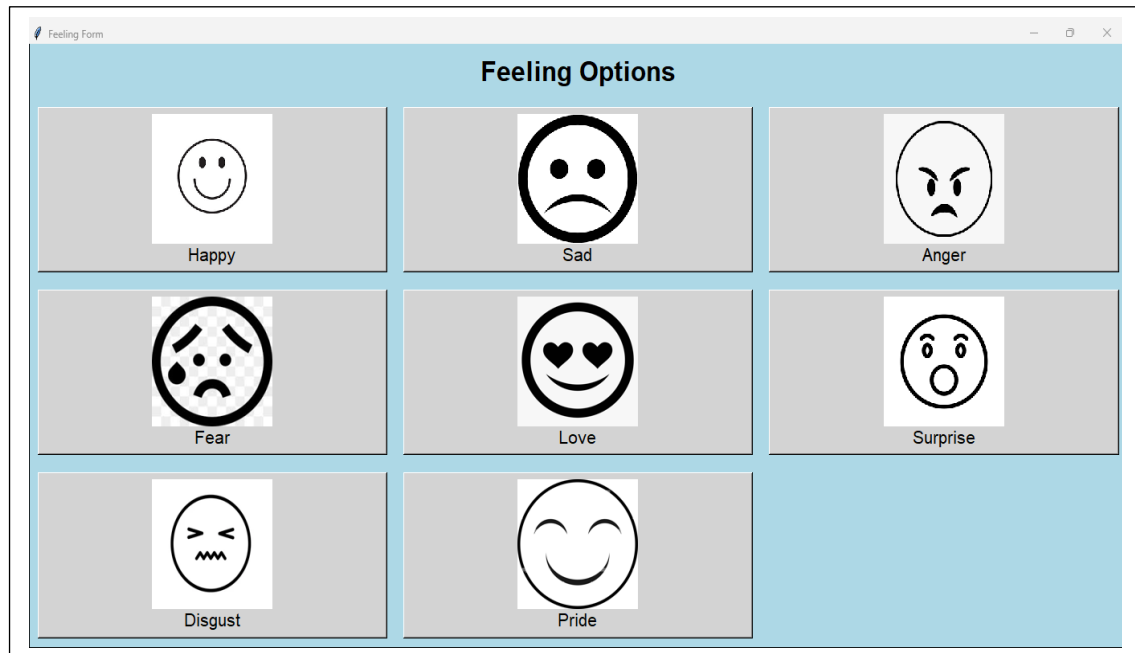 Feeling Form
Feeling Options
Happy
Sad
Anger
Fear
Love
Surprise
Disgust
Pride